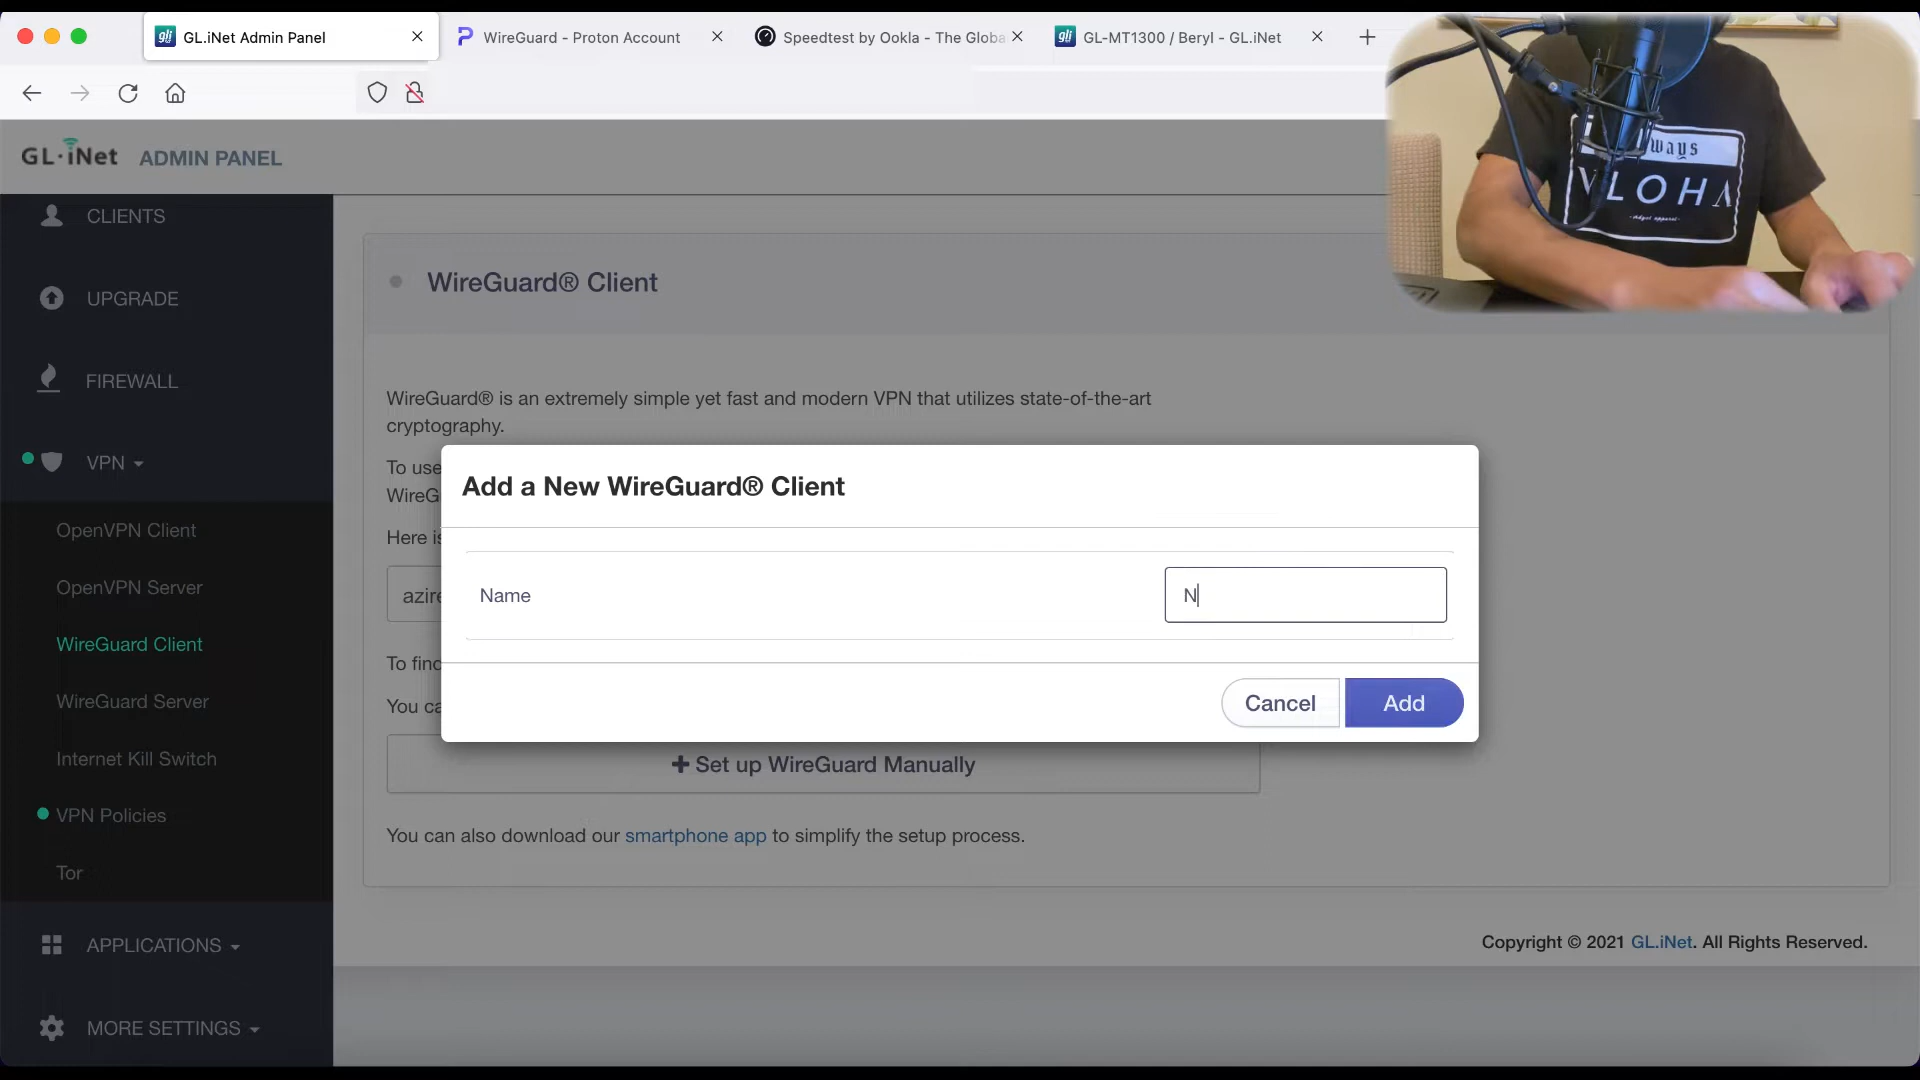 GL.iNet Admin Panel
WireGuard - Proton Account
Speedtest by Ookla - The Globa
GL-MT1300 / Beryl - GL.iNet
GL·iNet ADMIN PANEL
CLIENTS
UPGRADE
FIREWALL
VPN
OpenVPN Client
OpenVPN Server
WireGuard Client
WireGuard Server
Internet Kill Switch
VPN Policies
Tor
APPLICATIONS
MORE SETTINGS
WireGuard® Client
WireGuard® is an extremely simple yet fast and modern VPN that utilizes state-of-the-art
cryptography.
To use
WireG
Here is
azire
To find
You ca
Add a New WireGuard® Client
Name
N
Cancel
Add
+ Set up WireGuard Manually
You can also download our smartphone app to simplify the setup process.
Copyright © 2021 GL.iNet. All Rights Reserved.
ways
VLOHA